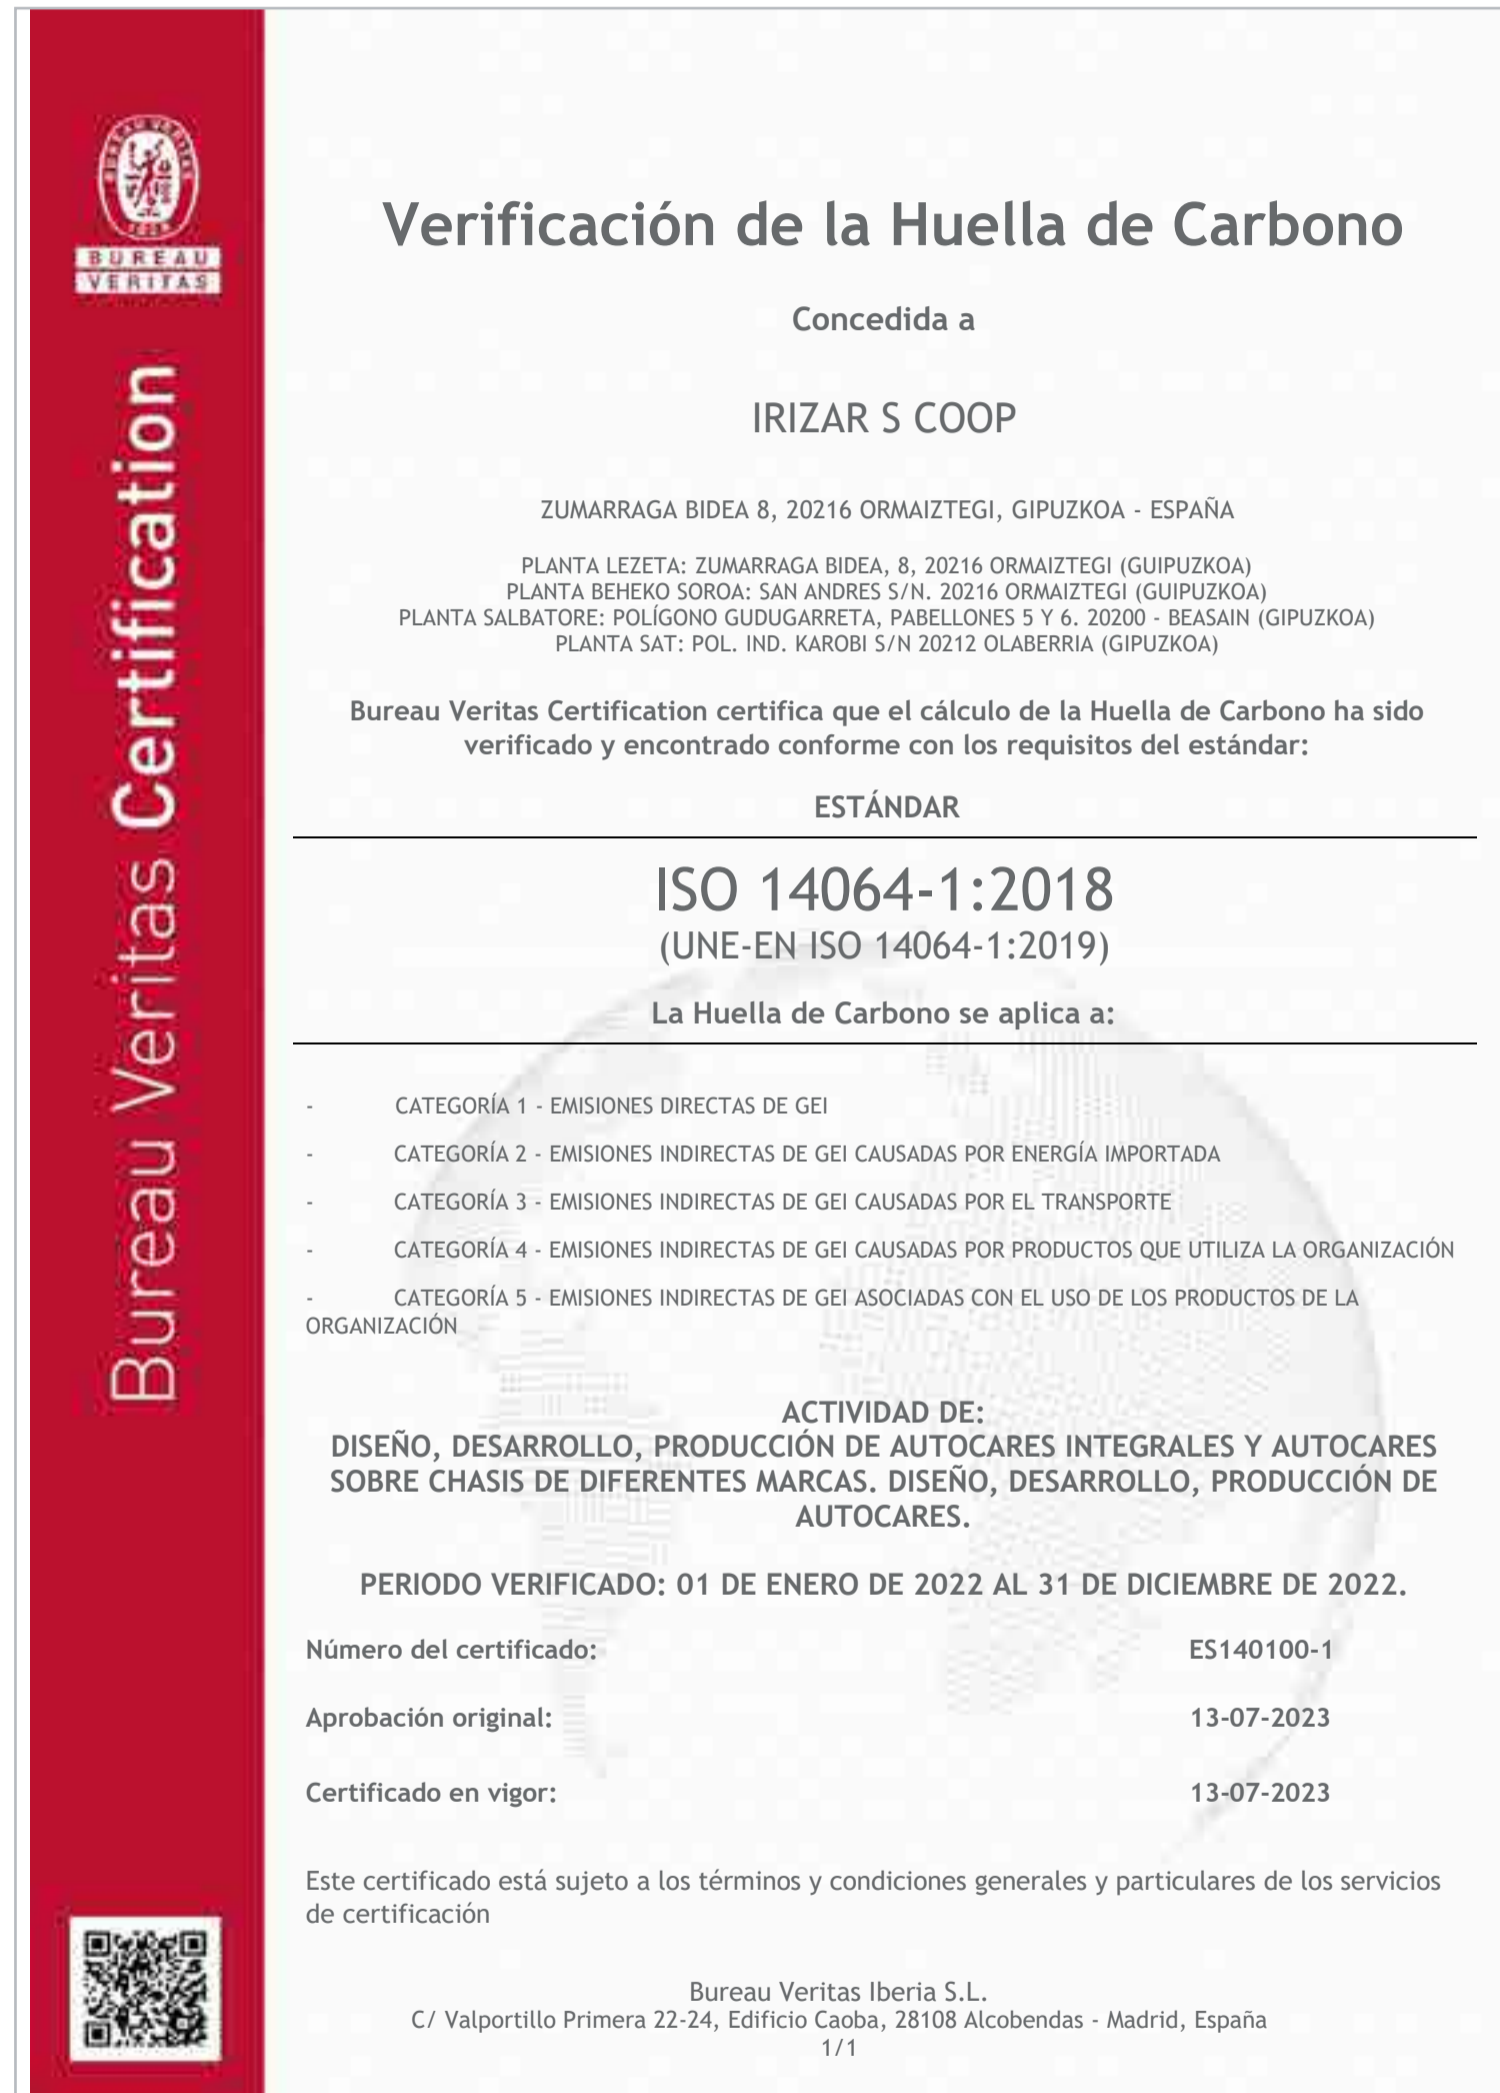 BUREAU VERITAS
BUREAU
VERITAS
Bureau Veritas Certification
Verificación de la Huella de Carbono
Concedida a
IRIZAR S COOP
ZUMARRAGA BIDEA 8, 20216 ORMAIZTEGI, GIPUZKOA - ESPAÑA
PLANTA LEZETA: ZUMARRAGA BIDEA, 8, 20216 ORMAIZTEGI (GUIPUZKOA)
PLANTA BEHEKO SOROA: SAN ANDRES S/N. 20216 ORMAIZTEGI (GUIPUZKOA)
PLANTA SALBATORE: POLÍGONO GUDUGARRETA, PABELLONES 5 Y 6. 20200 - BEASAIN (GIPUZKOA)
PLANTA SAT: POL. IND. KAROBI S/N 20212 OLABERRIA (GIPUZKOA)
Bureau Veritas Certification certifica que el cálculo de la Huella de Carbono ha sido
verificado y encontrado conforme con los requisitos del estándar:
ESTÁNDAR
ISO 14064-1:2018
(UNE-EN ISO 14064-1:2019)
La Huella de Carbono se aplica a:
- CATEGORÍA 1 - EMISIONES DIRECTAS DE GEI
- CATEGORÍA 2 - EMISIONES INDIRECTAS DE GEI CAUSADAS POR ENERGÍA IMPORTADA
- CATEGORÍA 3 - EMISIONES INDIRECTAS DE GEI CAUSADAS POR EL TRANSPORTE
- CATEGORÍA 4 - EMISIONES INDIRECTAS DE GEI CAUSADAS POR PRODUCTOS QUE UTILIZA LA ORGANIZACIÓN
- CATEGORÍA 5 - EMISIONES INDIRECTAS DE GEI ASOCIADAS CON EL USO DE LOS PRODUCTOS DE LA
ORGANIZACIÓN
ACTIVIDAD DE:
DISEÑO, DESARROLLO, PRODUCCIÓN DE AUTOCARES INTEGRALES Y AUTOCARES
SOBRE CHASIS DE DIFERENTES MARCAS. DISEÑO, DESARROLLO, PRODUCCIÓN DE
AUTOCARES.
PERIODO VERIFICADO: 01 DE ENERO DE 2022 AL 31 DE DICIEMBRE DE 2022.
Número del certificado: ES140100-1
Aprobación original: 13-07-2023
Certificado en vigor: 13-07-2023
Este certificado está sujeto a los términos y condiciones generales y particulares de los servicios
de certificación
Bureau Veritas Iberia S.L.
C/ Valportillo Primera 22-24, Edificio Caoba, 28108 Alcobendas - Madrid, España
1/1